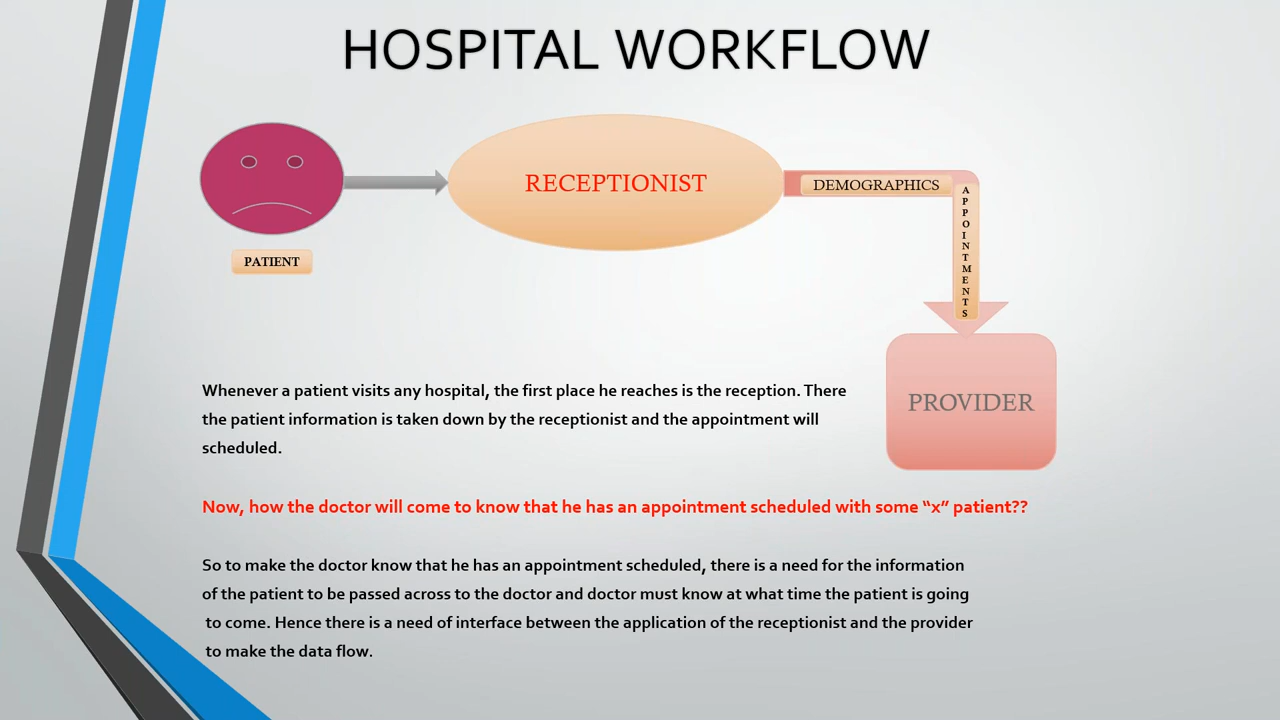 HOSPITAL WORKFLOW
RECEPTIONIST
DEMOGRAPHICS
APPOINTMENTS
PATIENT
PROVIDER
Whenever a patient visits any hospital, the first place he reaches is the reception. There
the patient information is taken down by the receptionist and the appointment will
scheduled.
Now, how the doctor will come to know that he has an appointment scheduled with some “x” patient??
So to make the doctor know that he has an appointment scheduled, there is a need for the information
of the patient to be passed across to the doctor and doctor must know at what time the patient is going
to come. Hence there is a need of interface between the application of the receptionist and the provider
to make the data flow.